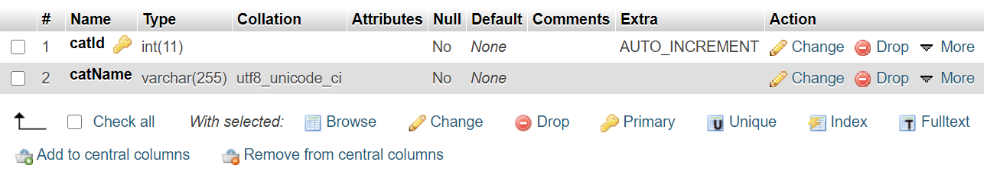 # Name Type Collation Attributes Null Default Comments Extra Action
1 catId int(11) No None AUTO_INCREMENT Change Drop More
2 catName varchar(255) utf8_unicode_ci No None Change Drop More
Check all With selected: Browse Change Drop Primary U Unique Index T Fulltext
Add to central columns Remove from central columns